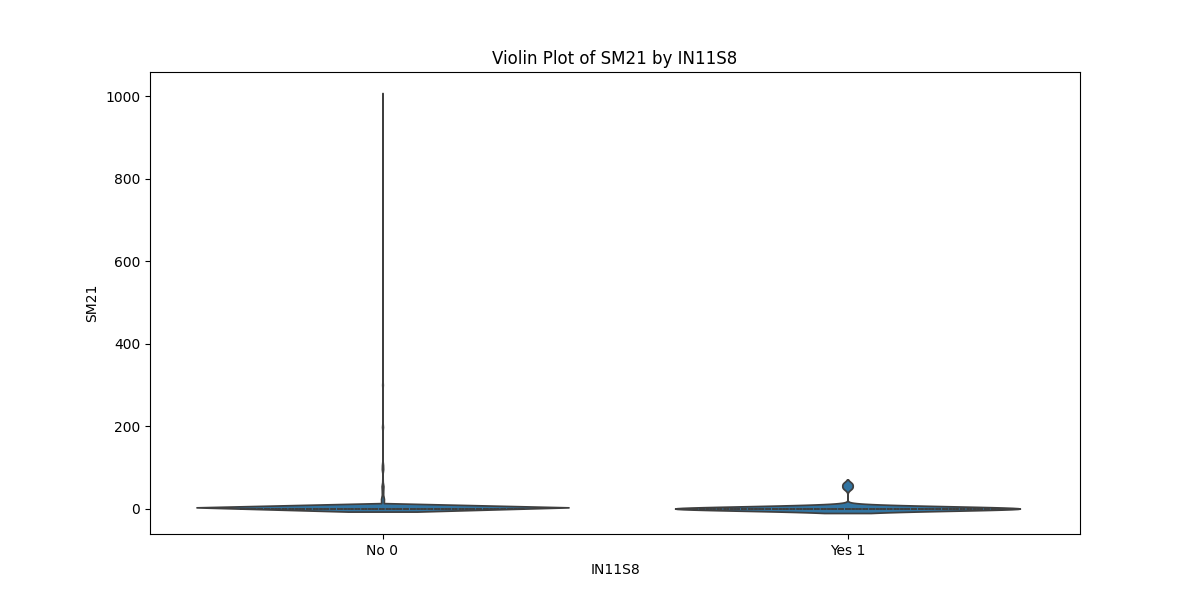 Violin Plot of SM21 by IN11S8
1000
800
600
400
200
0
SM21
No 0
Yes 1
IN11S8